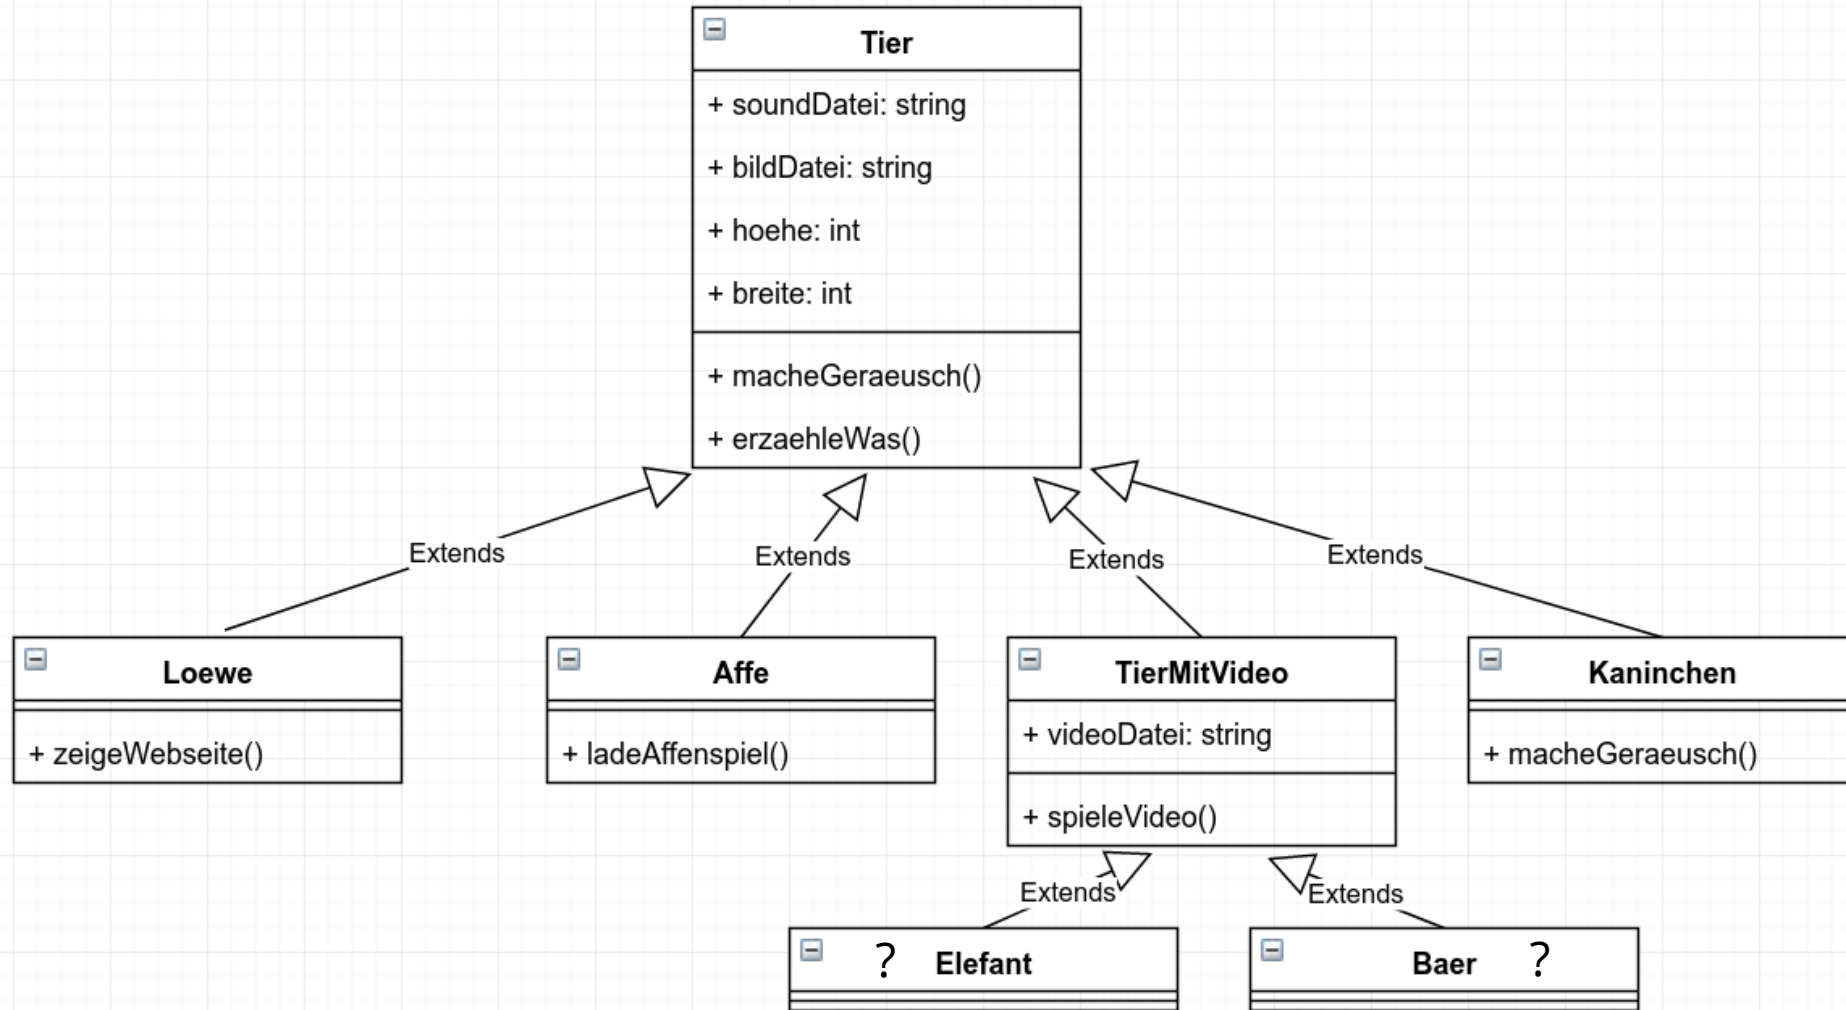 Tier
+ soundDatei: string
+ bildDatei: string
+ hoehe: int
+ breite: int
+ macheGeraeusch()
+ erzaehleWas()
Extends
Extends
Extends
Extends
Loewe
+ zeigeWebseite()
Affe
+ ladeAffenspiel()
TierMitVideo
+ videoDatei: string
+ spieleVideo()
Kaninchen
+ macheGeraeusch()
Extends
Extends
? Elefant
Baer ?